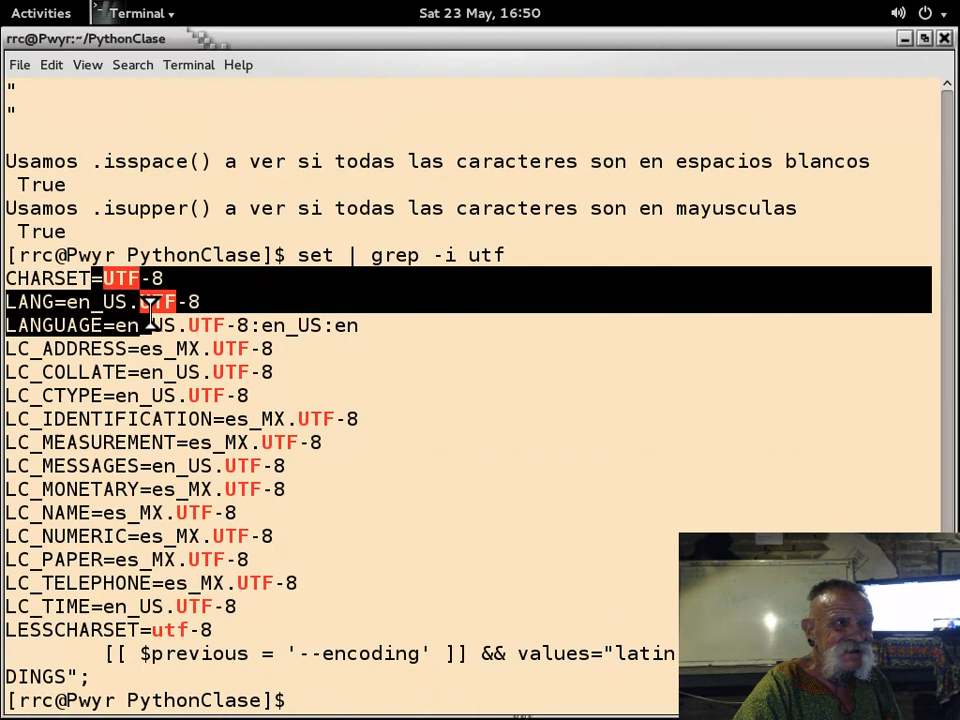 Activities
Terminal
Sat 23 May, 16:50
rrc@Pwyr:~/PythonClase
File Edit View Search Terminal Help
"
"
Usamos .isspace() a ver si todas las caracteres son en espacios blancos
True
Usamos .isupper() a ver si todas las caracteres son en mayusculas
True
[rrc@Pwyr PythonClase]$ set | grep -i utf
CHARSET=UTF-8
LANG=en_US.UTF-8
LANGUAGE=en_US.UTF-8:en_US:en
LC_ADDRESS=es_MX.UTF-8
LC_COLLATE=en_US.UTF-8
LC_CTYPE=en_US.UTF-8
LC_IDENTIFICATION=es_MX.UTF-8
LC_MEASUREMENT=es_MX.UTF-8
LC_MESSAGES=en_US.UTF-8
LC_MONETARY=es_MX.UTF-8
LC_NAME=es_MX.UTF-8
LC_NUMERIC=es_MX.UTF-8
LC_PAPER=es_MX.UTF-8
LC_TELEPHONE=es_MX.UTF-8
LC_TIME=en_US.UTF-8
LESSCHARSET=utf-8
[[ $previous = '--encoding' ]] && values="latin
DINGS";
[rrc@Pwyr PythonClase]$